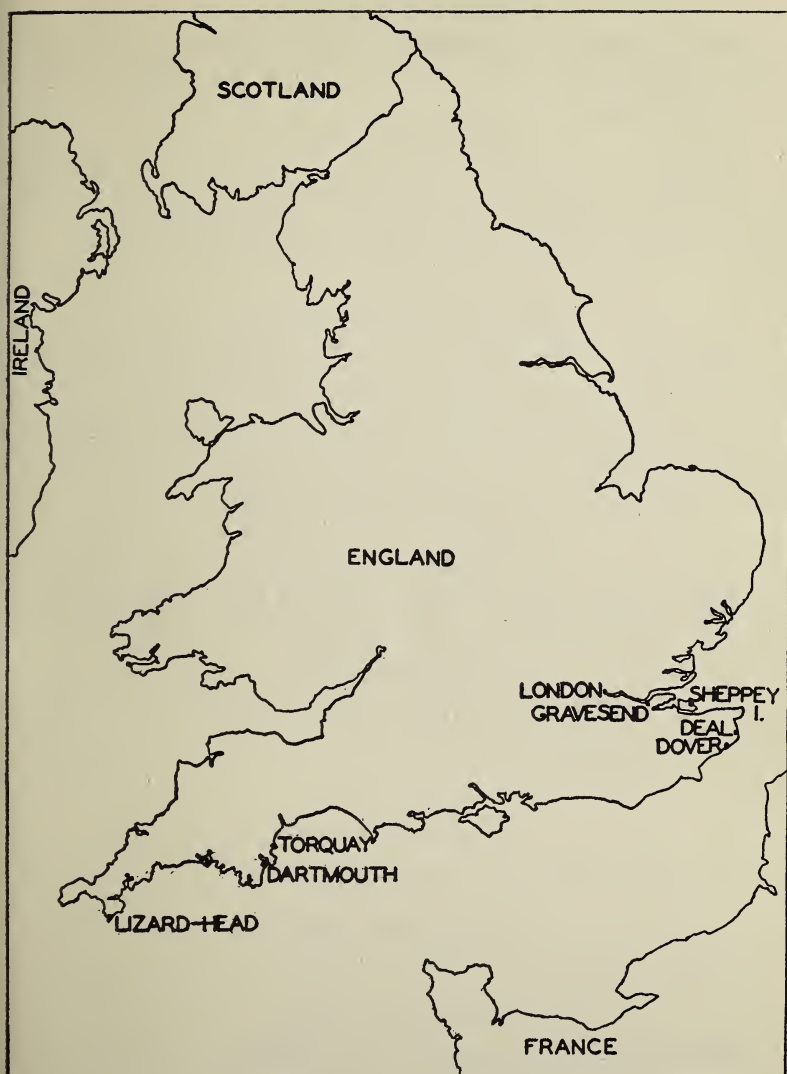 SCOTLAND
IRELAND
ENGLAND
LONDON
SHEPPEY
I.
GRAVESEND
DEAL
DOVER
TORQUAY
DARTMOUTH
LIZARD-HEAD
FRANCE